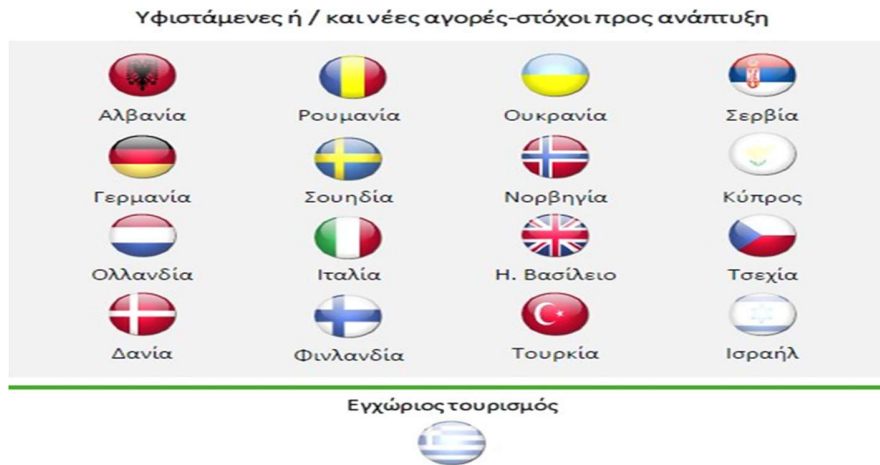 Υφιστάμενες ή / και νέες αγορές-στόχοι προς ανάπτυξη
Αλβανία Ρουμανία Ουκρανία Σερβία
Γερμανία Σουηδία Νορβηγία Κύπρος
Ολλανδία Ιταλία Η. Βασίλειο Τσεχία
Δανία Φινλανδία Τουρκία Ισραήλ
Εγχώριος τουρισμός